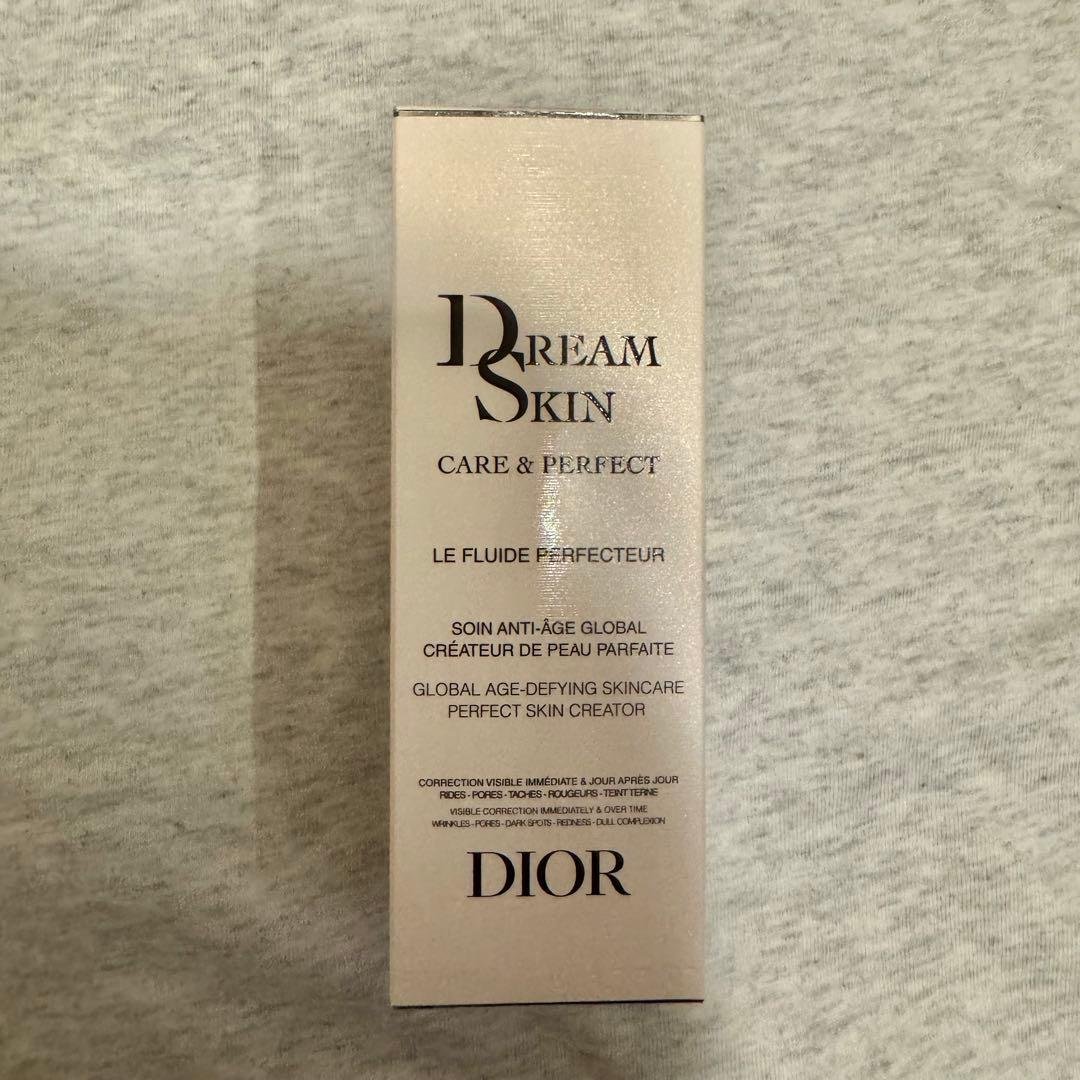 DREAM
SKIN
CARE & PERFECT
LE FLUIDE PERFECTEUR
SOIN ANTI-ÂGE GLOBAL
CRÉATEUR DE PEAU PARFAITE
GLOBAL AGE-DEFYING SKINCARE
PERFECT SKIN CREATOR
CORRECTION VISIBLE IMMÉDIATE & JOUR APRÈS JOUR
RIDES - PORES - TACHES - ROUGEURS - TEINT TERNE
VISIBLE CORRECTION IMMEDIATELY & OVER TIME
WRINKLES - PORES - DARK SPOTS - REDNESS - DULL COMPLEXION
DIOR